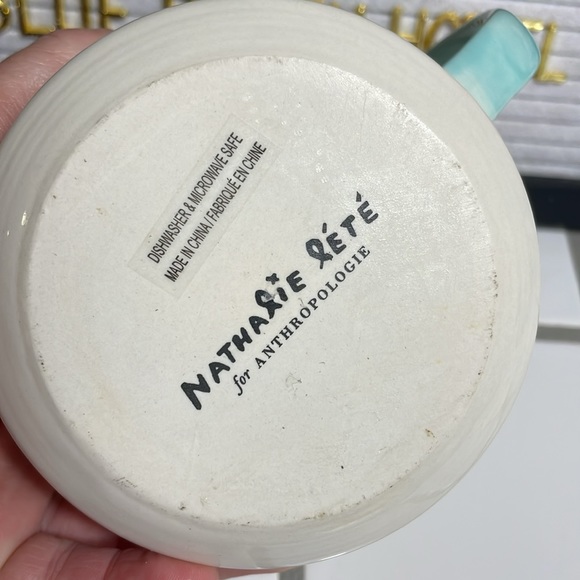 DISHWASHER & MICROWAVE SAFE
MADE IN CHINA / FABRIQUÉ EN CHINE
NATHALIE LÉTÉ
for ANTHROPOLOGIE